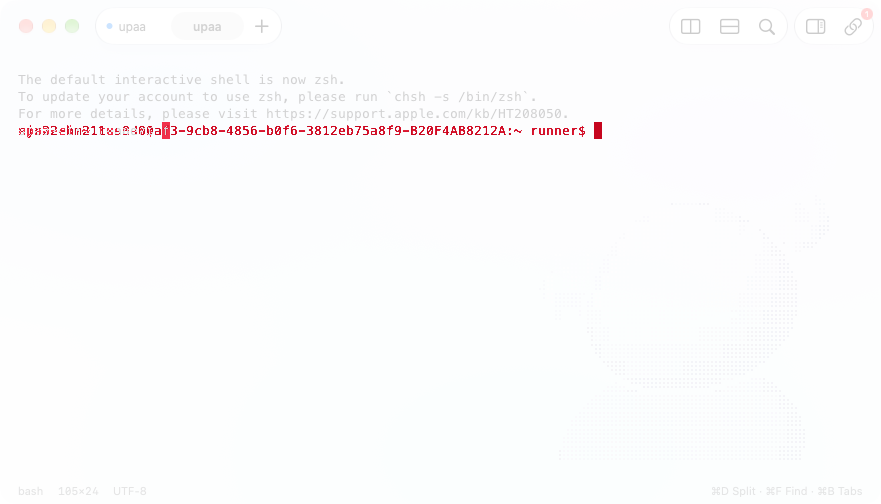 upaa
upaa
The default interactive shell is now zsh.
To update your account to use zsh, please run `chsh -s /bin/zsh`.
For more details, please visit https://support.apple.com/kb/HT208050.
3-9cb8-4856-b0f6-3812eb75a8f9-B20F4AB8212A:~ runner$
bash 105×24 UTF-8
⌘D Split · ⌘F Find · ⌘B Tabs